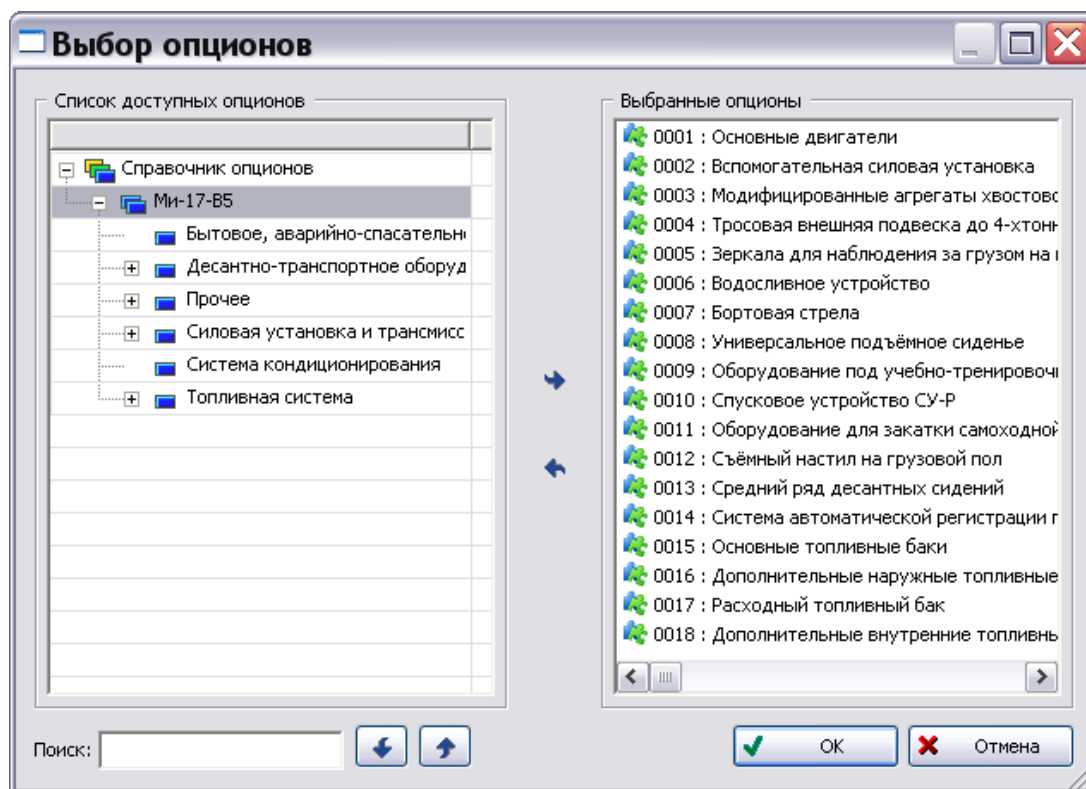 Выбор опционов
Список доступных опционов
Справочник опционов
Ми-17-В5
Бытовое, аварийно-спасательн
Десантно-транспортное оборуд
Прочее
Силовая установка и трансмисс
Система кондиционирования
Топливная система
Выбранные опционы
0001 : Основные двигатели
0002 : Вспомогательная силовая установка
0003 : Модифицированные агрегаты хвостовс
0004 : Тросовая внешняя подвеска до 4-хтонн
0005 : Зеркала для наблюдения за грузом на
0006 : Водосливное устройство
0007 : Бортовая стрела
0008 : Универсальное подъёмное сиденье
0009 : Оборудование под учебно-тренировочн
0010 : Спусковое устройство СУ-Р
0011 : Оборудование для закатки самоходной
0012 : Съёмный настил на грузовой пол
0013 : Средний ряд десантных сидений
0014 : Система автоматической регистрации г
0015 : Основные топливные баки
0016 : Дополнительные наружные топливные
0017 : Расходный топливный бак
0018 : Дополнительные внутренние топливнь
Поиск:
OK
Отмена